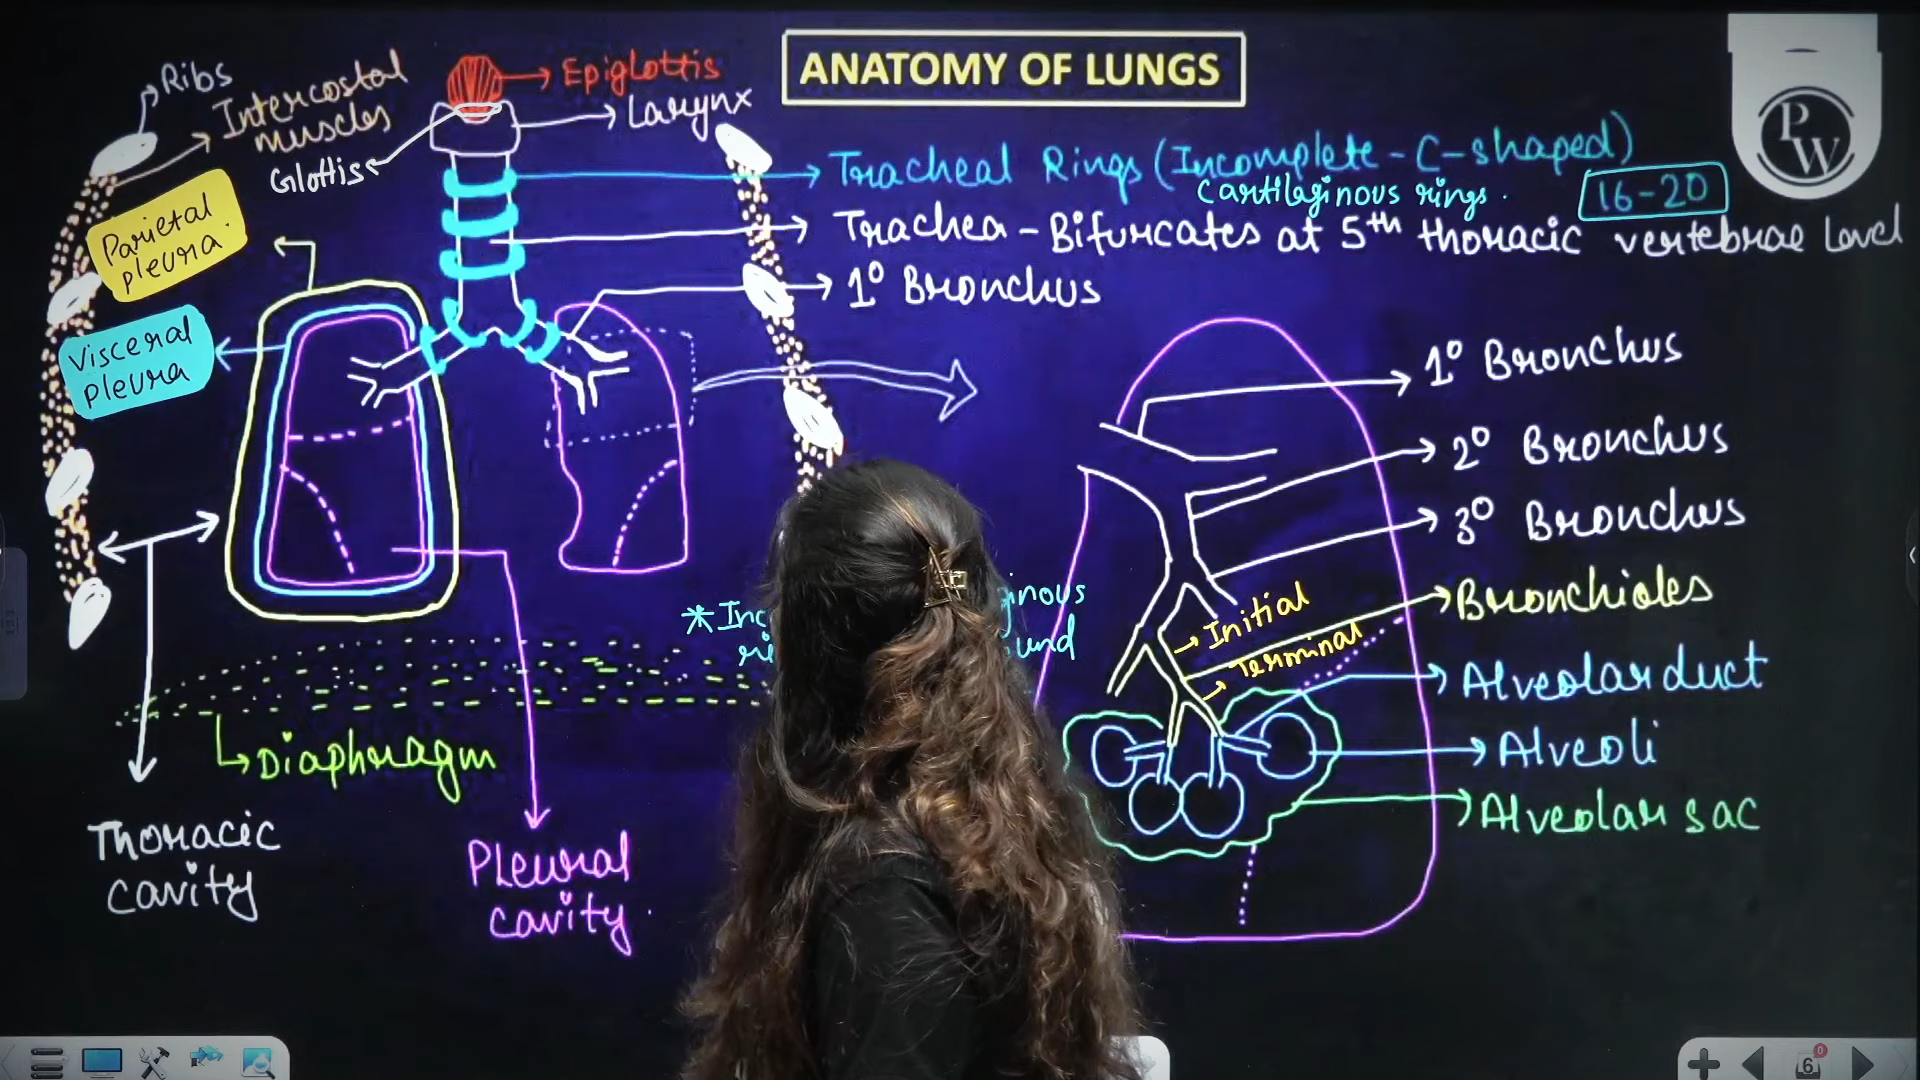 ANATOMY OF LUNGS
PW
Ribs
Intercostal
muscles
Epiglottis
Larynx
Glottis
Tracheal Rings (Incomplete - C-shaped)
Cartilaginous rings.
16-20
Trachea - Bifurcates at 5th thoracic vertebrae Level
1° Bronchus
Parietal
pleura.
Visceral
pleura
1° Bronchus
2° Bronchus
3° Bronchus
Initial
Bronchioles
Terminal
Alveolar duct
Alveoli
Alveolar sac
Diaphragm
Thoracic
cavity
Pleural
cavity.
6
0